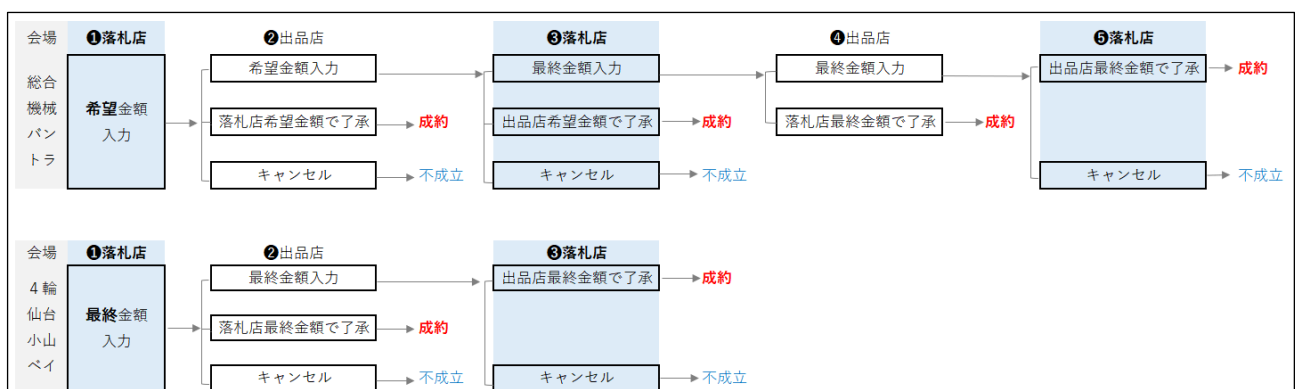 会場 ❶落札店 ❷出品店 ❸落札店 ❹出品店 ❺落札店
希望金額入力 最終金額入力 最終金額入力 出品店最終金額で了承 成約
総合
機械 希望金額
バン 入力
トラ
落札店希望金額で了承 成約 出品店希望金額で了承 成約 落札店最終金額で了承 成約
キャンセル 不成立 キャンセル 不成立 キャンセル 不成立
会場 ❶落札店 ❷出品店 ❸落札店
最終金額入力 出品店最終金額で了承 成約
4輪
仙台 最終金額
小山 入力
ベイ
落札店最終金額で了承 成約
キャンセル 不成立 キャンセル 不成立